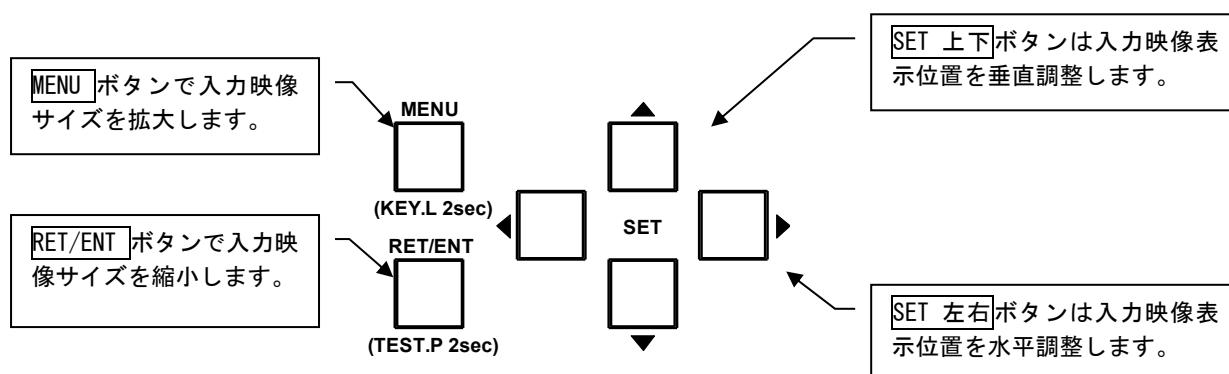 MENU ボタンで入力映像
サイズを拡大します。
RET/ENT ボタンで入力映
像サイズを縮小します。
MENU
(KEY.L 2sec)
RET/ENT
(TEST.P 2sec)
SET
SET 上下ボタンは入力映像表
示位置を垂直調整します。
SET 左右ボタンは入力映像表
示位置を水平調整します。